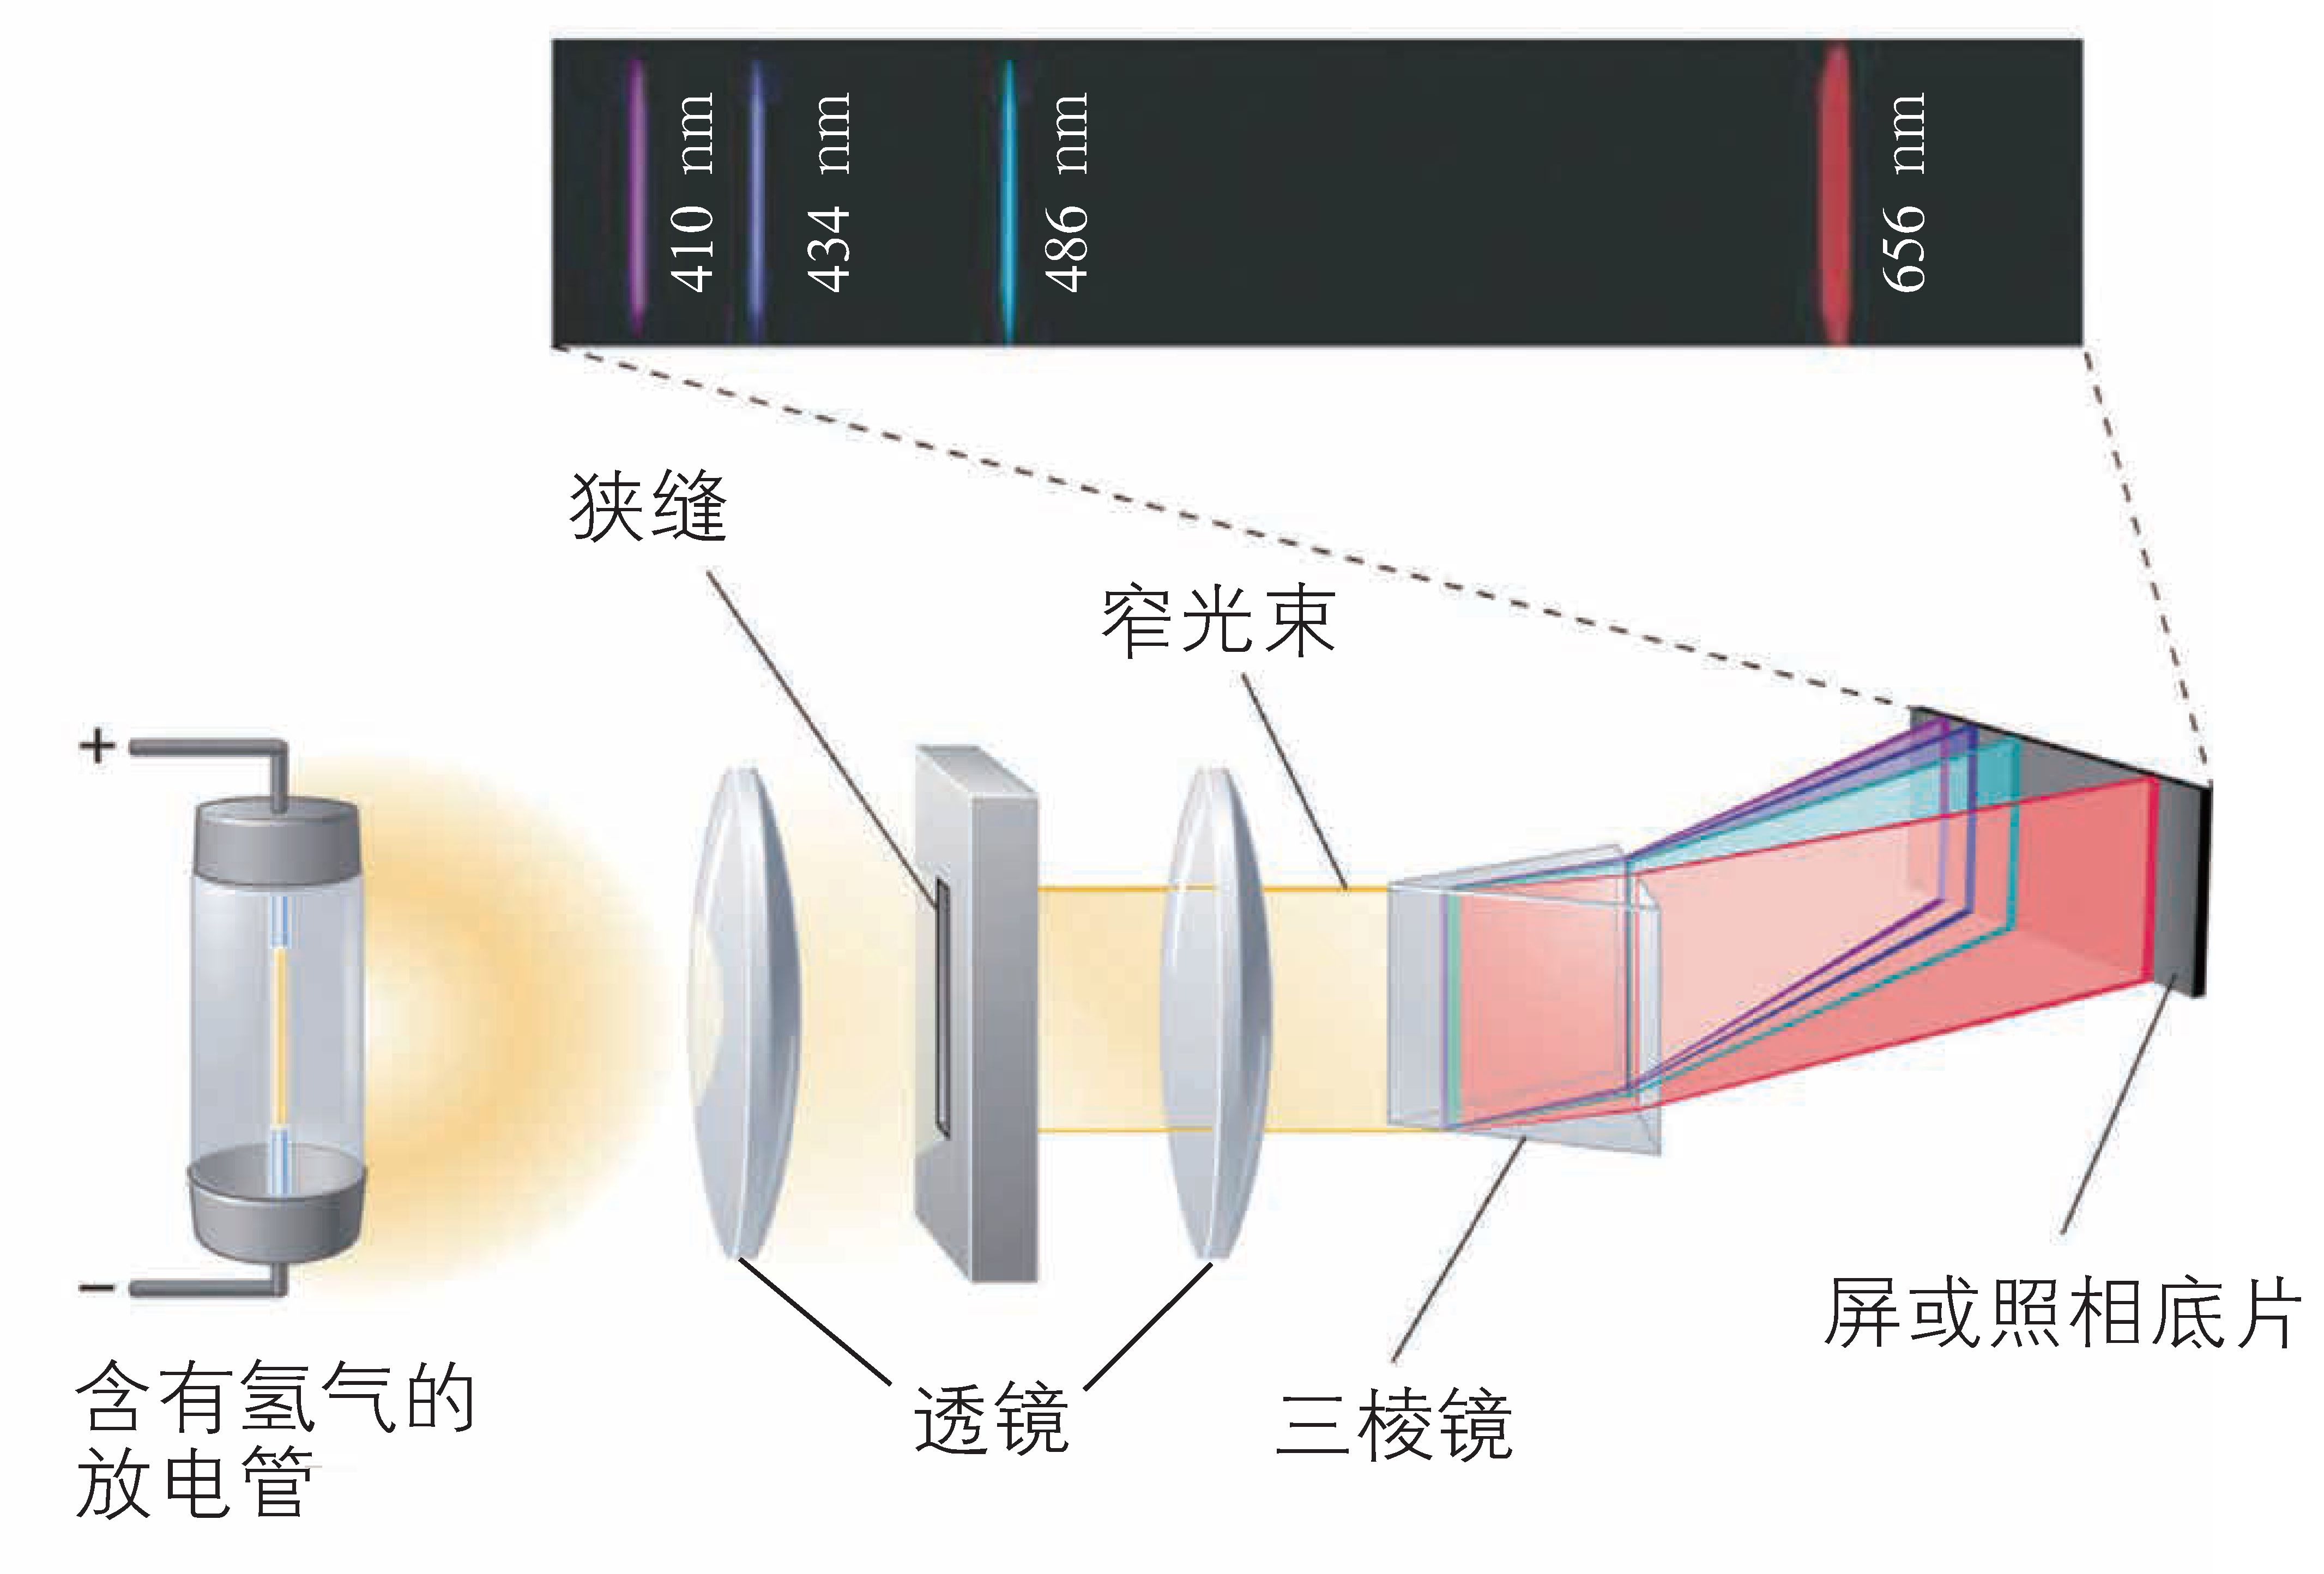 410 nm
434 nm
486 nm
656 nm
狭缝
窄光束
+
−
含有氢气的
放电管
透镜
三棱镜
屏或照相底片